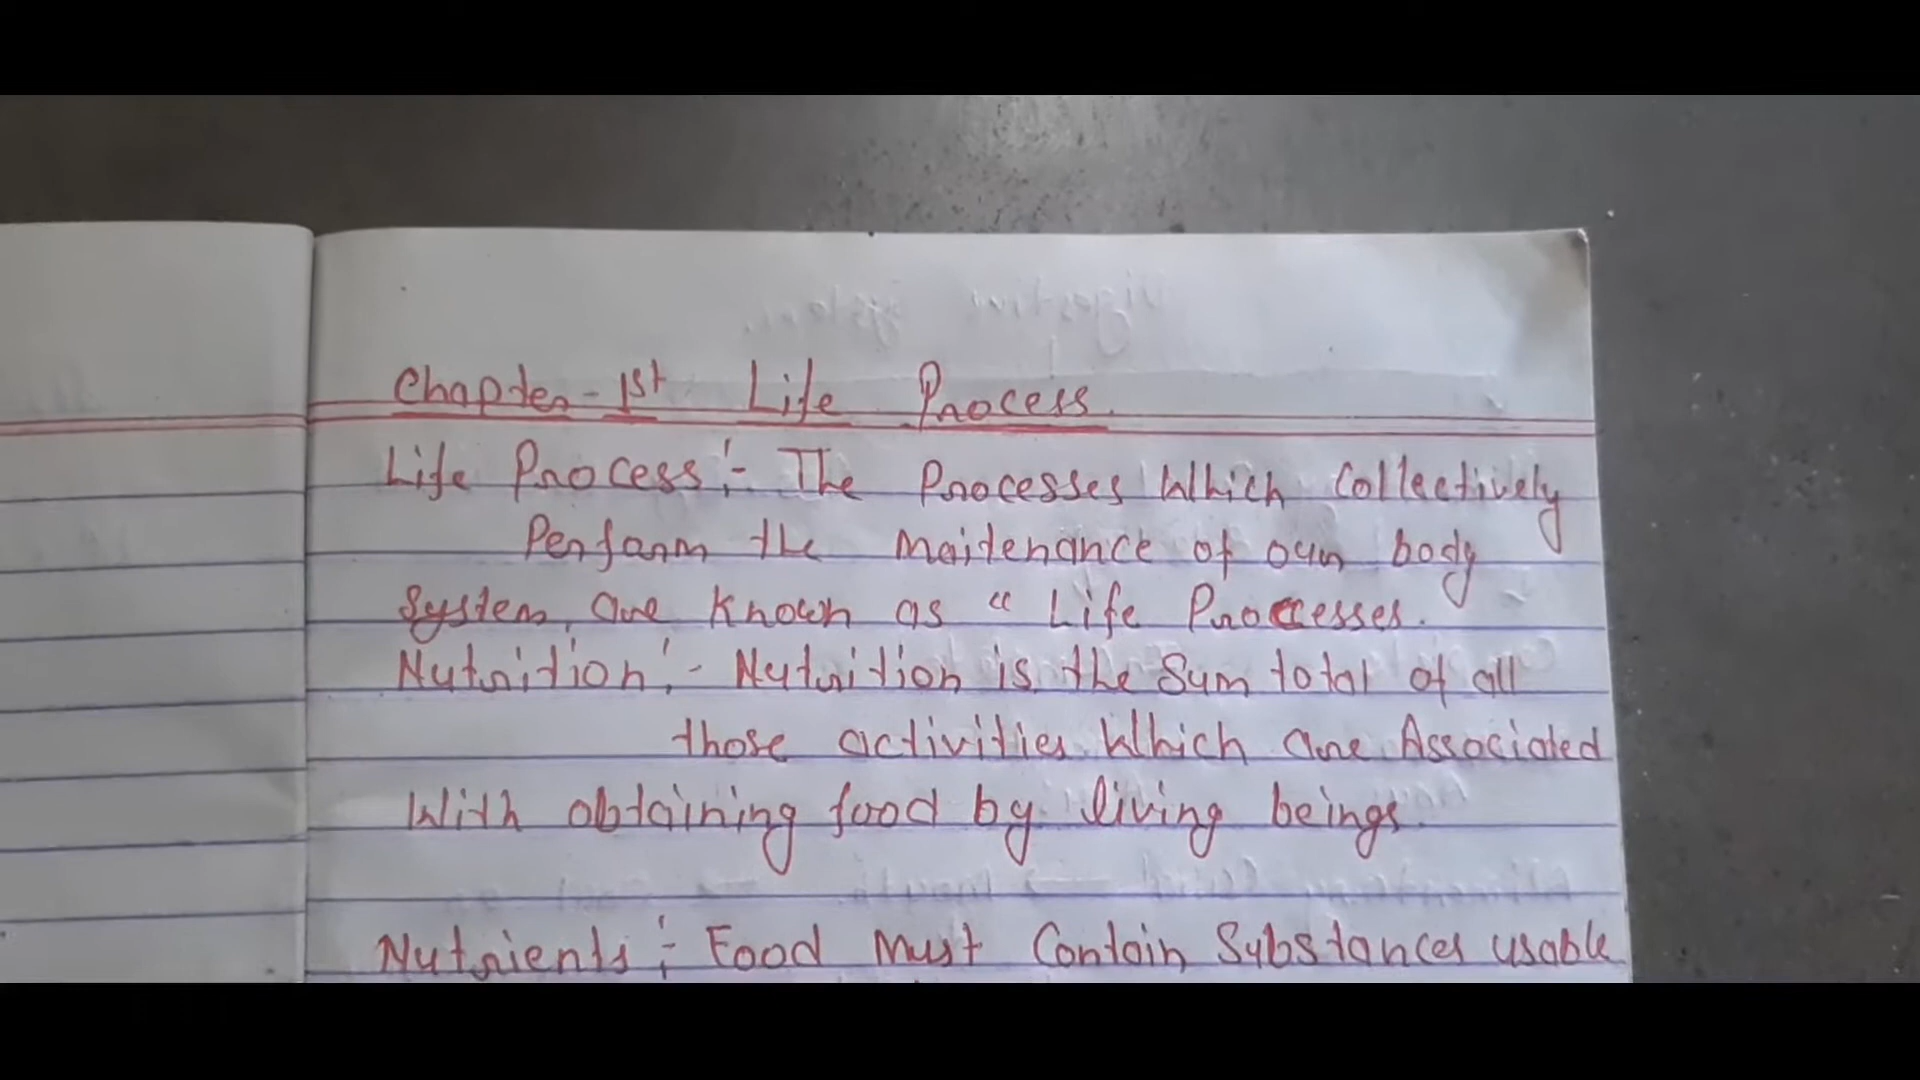 Chapter-1st Life Process.
Life Process:- The Processes Which Collectively
Perform the maitenance of our body
System, are known as “ Life Processes.
Nutrition:- Nutrition is the Sum total of all
those activities Which are Associated
With obtaining food by living beings.
Nutrients:- Food Must Contain Substances usable